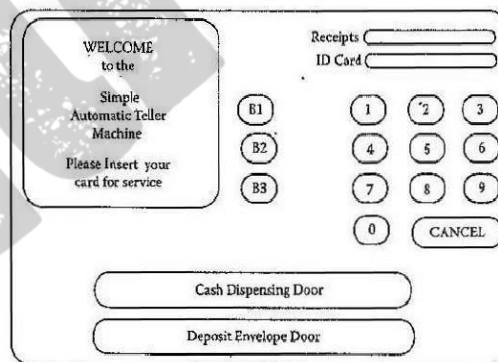 WELCOME
to the
Simple
Automatic Teller
Machine
Please Insert your
card for service
Receipts
ID Card
B1
1
2
3
B2
4
5
6
B3
7
8
9
0
CANCEL
Cash Dispensing Door
Deposit Envelope Door